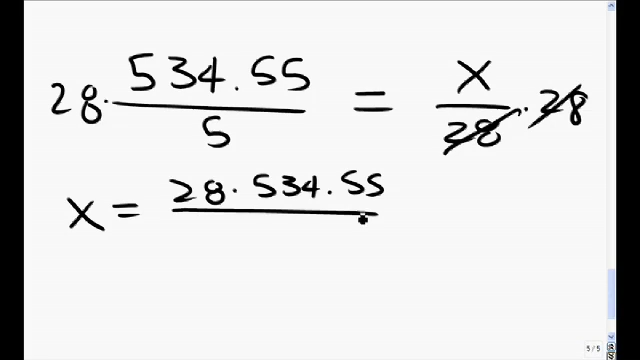 28 · 534.55 / 5 = x / 28 · 28
x = 28 · 534.55
5/5